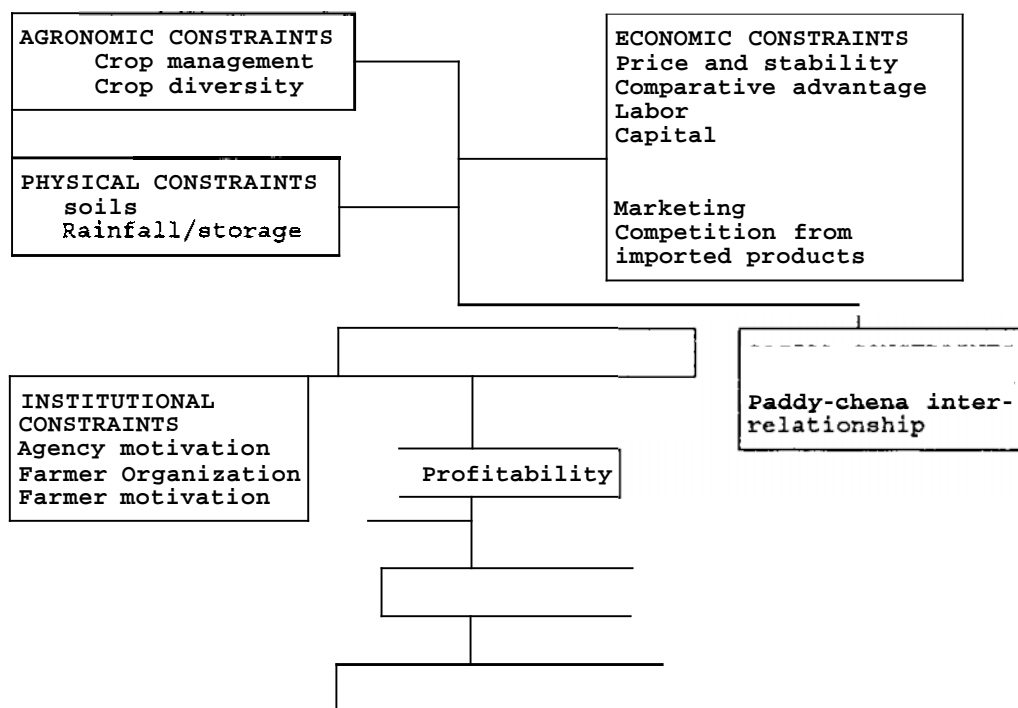 AGRONOMIC CONSTRAINTS
Crop management
Crop diversity
PHYSICAL CONSTRAINTS
soils
Rainfall/storage
ECONOMIC CONSTRAINTS
Price and stability
Comparative advantage
Labor
Capital
Marketing
Competition from
imported products
Paddy-chena inter-
relationship
INSTITUTIONAL
CONSTRAINTS
Agency motivation
Farmer Organization
Farmer motivation
Profitability